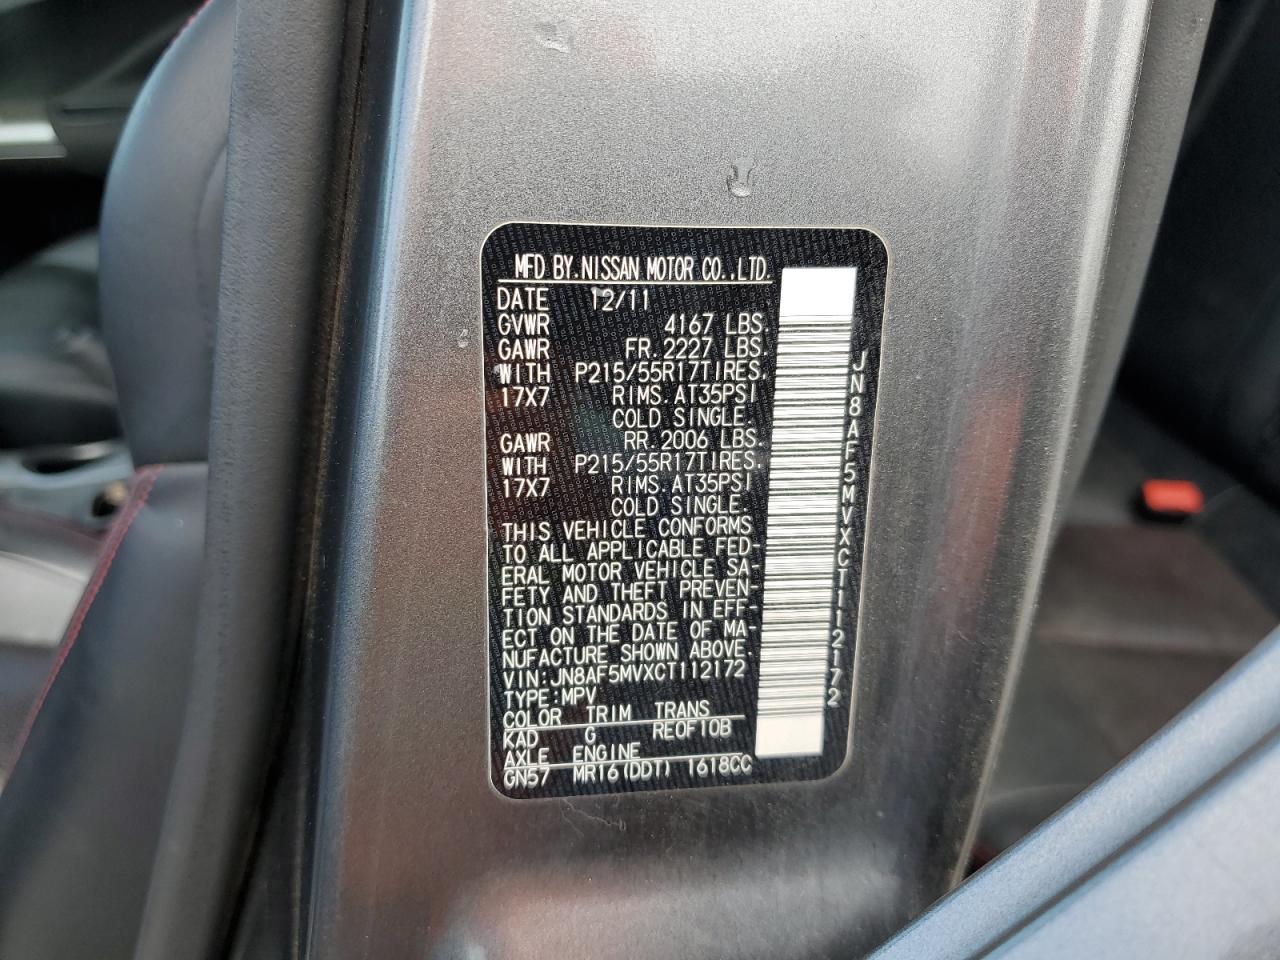 MFD BY.NISSAN MOTOR CO.,LTD.
DATE 12/11
GVWR 4167 LBS.
GAWR FR.2227 LBS.
WITH P215/55R17TIRES.
17X7 RIMS.AT35PSI
COLD SINGLE.
GAWR RR.2006 LBS.
WITH P215/55R17TIRES.
17X7 RIMS.AT35PSI
COLD SINGLE.
THIS VEHICLE CONFORMS
TO ALL APPLICABLE FED-
ERAL MOTOR VEHICLE SA-
FETY AND THEFT PREVEN-
TION STANDARDS IN EFF-
ECT ON THE DATE OF MA-
NUFACTURE SHOWN ABOVE.
VIN:JN8AF5MVXCT112172
TYPE:MPV
COLOR TRIM TRANS
KAD G RE0F10B
AXLE ENGINE
GN57 MR16(DDT) 1618CC
JN8AF5MVXCT112172